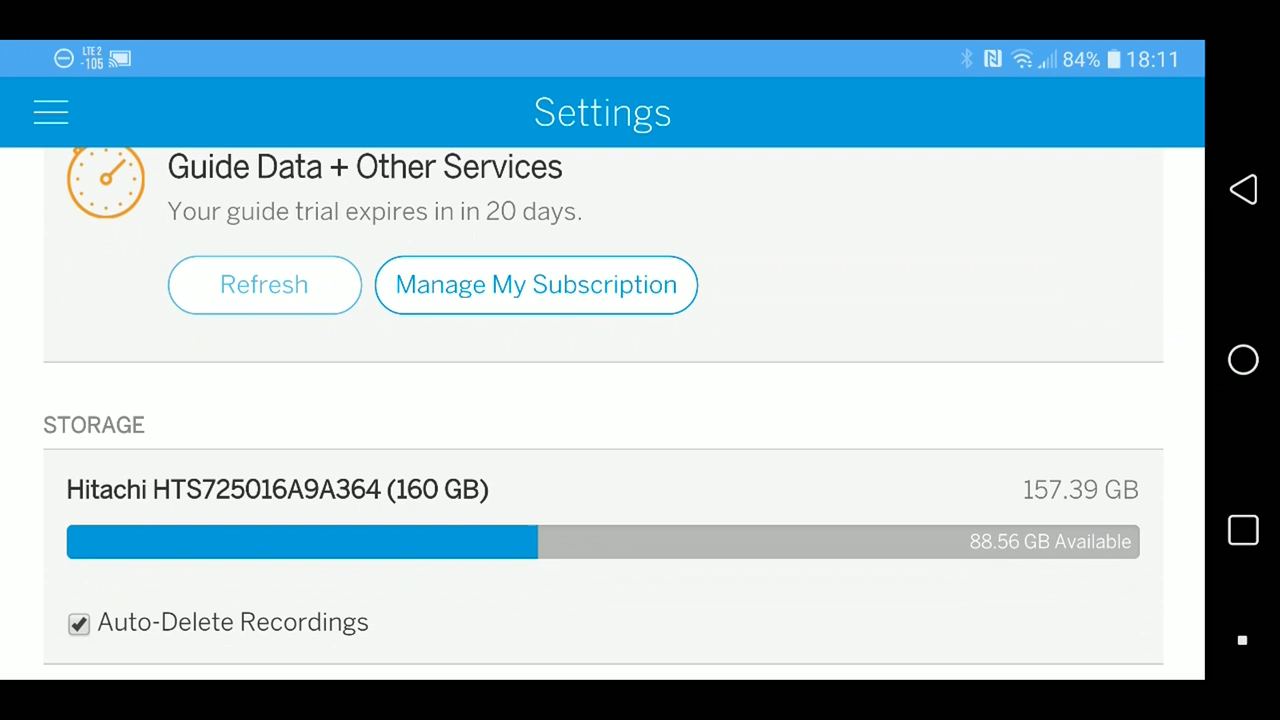 LTE 2
-105
84% 18:11
Settings
Guide Data + Other Services
Your guide trial expires in in 20 days.
Refresh
Manage My Subscription
STORAGE
Hitachi HTS725016A9A364 (160 GB)
157.39 GB
88.56 GB Available
Auto-Delete Recordings